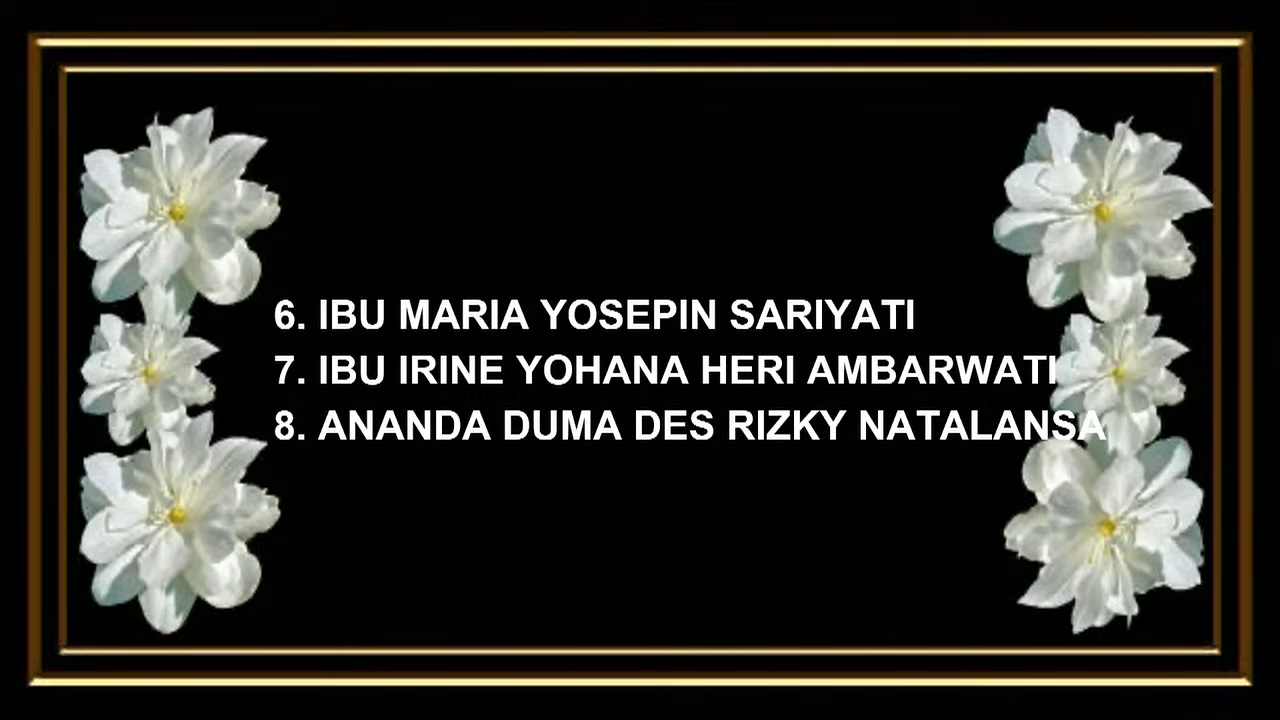 6. IBU MARIA YOSEPIN SARIYATI
7. IBU IRINE YOHANA HERI AMBARWATI
8. ANANDA DUMA DES RIZKY NATALANSA